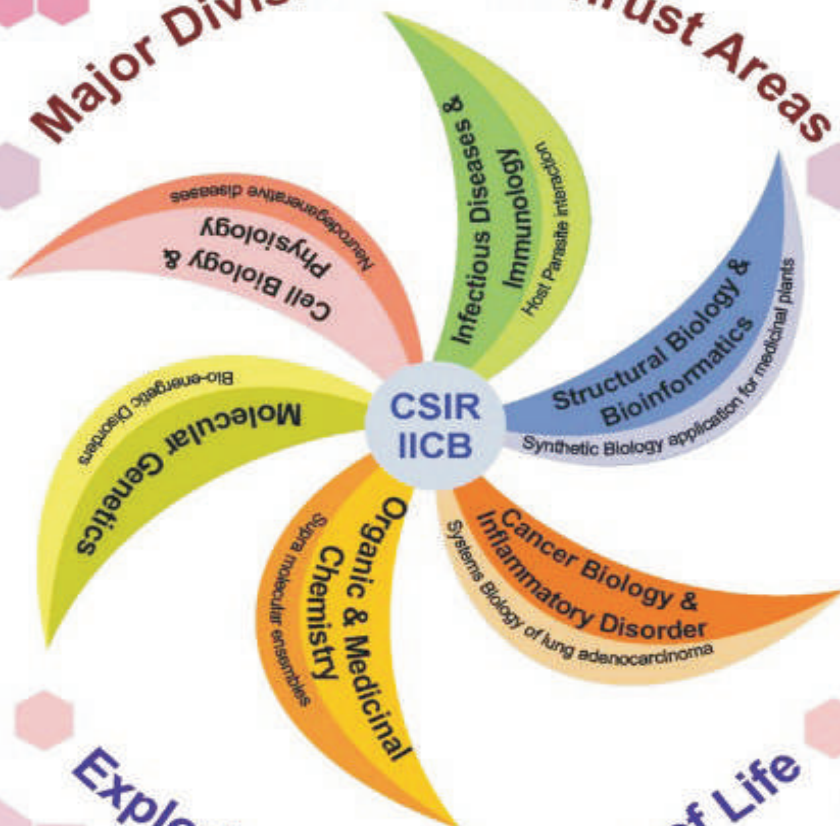 Major Divis
rust Areas
Infectious Diseases &
Immunology
Host Parasite interaction
Structural Biology &
Bioinformatics
Synthetic Biology application for medicinal plants
Cancer Biology &
Inflammatory Disorder
Systems Biology of lung adenocarcinoma
Organic & Medicinal
Chemistry
Supra molecular ensembles
Molecular Genetics
Bio-energetic Disorders
Cell Biology &
Physiology
Neurodegenerative diseases
CSIR
IICB
Explo
of Life